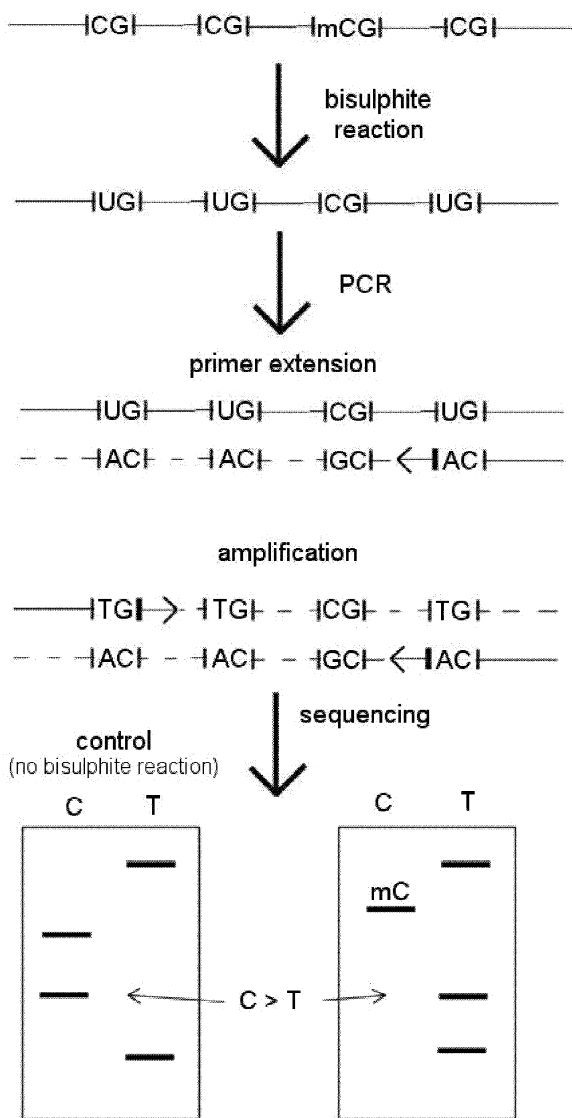 CG CG mCG CG
bisulphite
reaction
UG UG CG UG
PCR
primer extension
UG UG CG UG
AC AC GC AC
amplification
TG TG CG TG
AC AC GC AC
sequencing
control
(no bisulphite reaction)
C T C T
mC
C > T